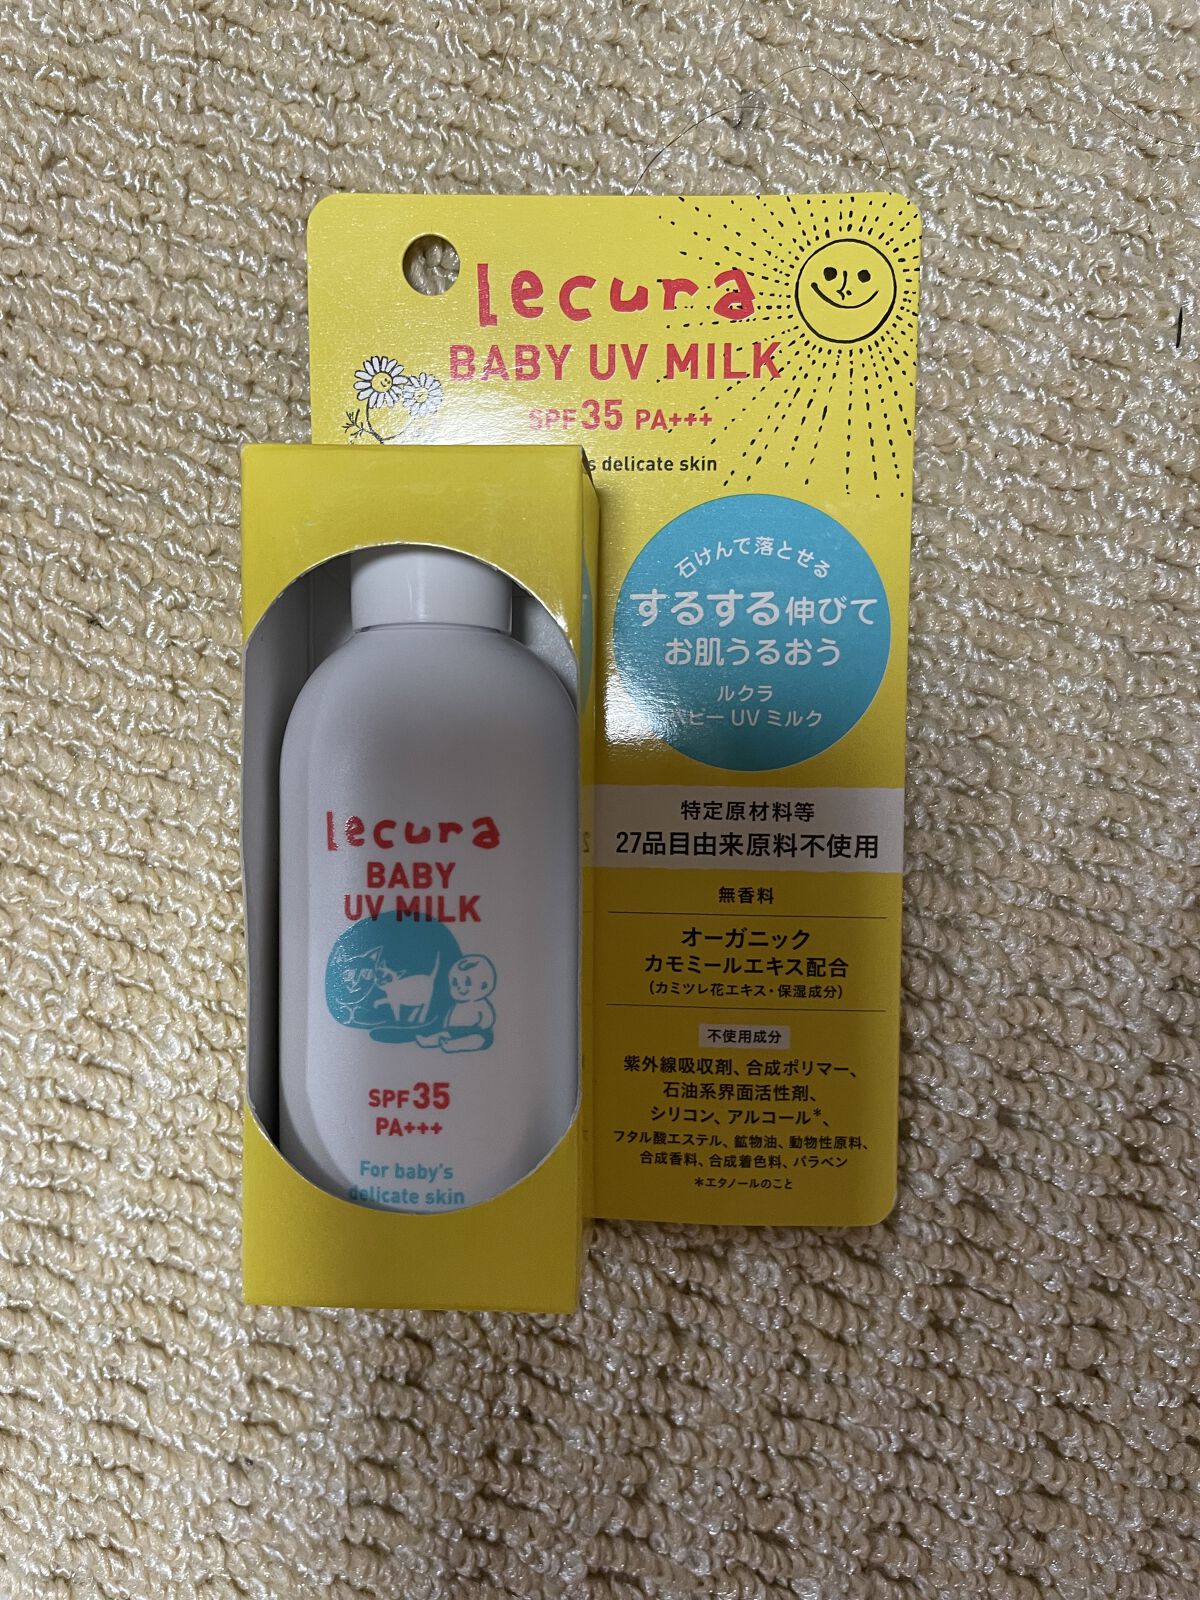 lecura
BABY UV MILK
SPF35 PA+++
delicate skin
石けんで落とせる
するする伸びて
お肌うるおう
ルクラ
ベビー UV ミルク
特定原材料等
27品目由来原料不使用
無香料
オーガニック
カモミールエキス配合
(カミツレ花エキス・保湿成分)
不使用成分
紫外線吸収剤、合成ポリマー、
石油系界面活性剤、
シリコン、アルコール*、
フタル酸エステル、鉱物油、動物性原料、
合成香料、合成着色料、パラベン
*エタノールのこと
lecura
BABY
UV MILK
SPF35
PA+++
For baby's
delicate skin